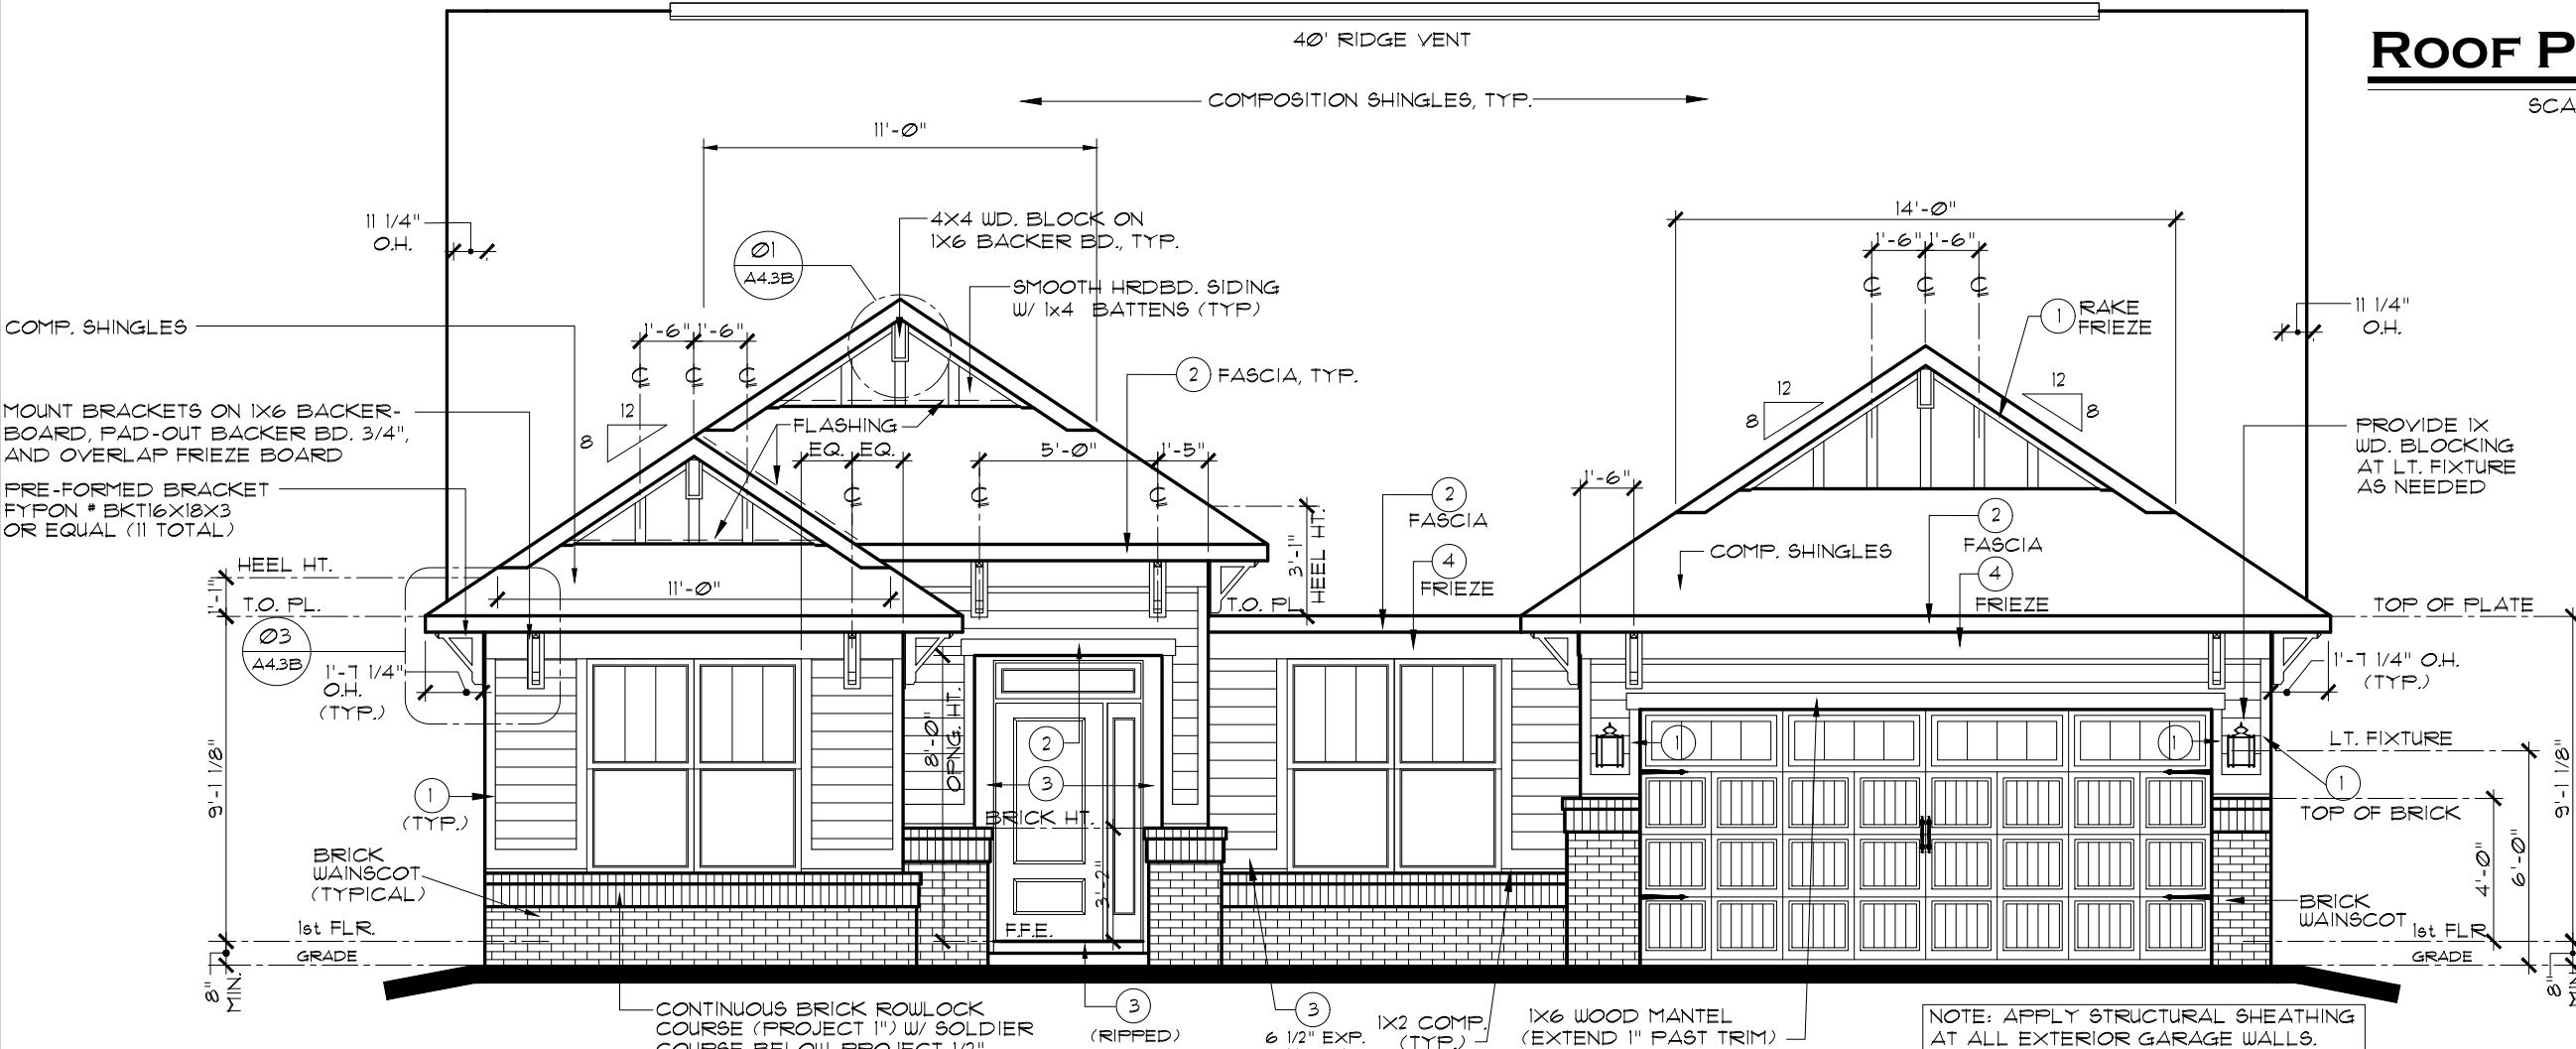 40' RIDGE VENT
ROOF P
SCA
COMPOSITION SHINGLES, TYP.
11'-0"
11 1/4"
O.H.
4X4 WD. BLOCK ON
1X6 BACKER BD., TYP.
01
A4.3B
SMOOTH HRDBD. SIDING
W/ 1x4 BATTENS (TYP)
14'-0"
1'-6" 1'-6"
℄ ℄ ℄
1 RAKE
FRIEZE
11 1/4"
O.H.
COMP. SHINGLES
1'-6" 1'-6"
℄ ℄ ℄
2 FASCIA, TYP.
12
8
12
8
12
8
MOUNT BRACKETS ON 1X6 BACKER-
BOARD, PAD-OUT BACKER BD. 3/4",
AND OVERLAP FRIEZE BOARD
FLASHING
EQ. EQ.
5'-0"
1'-5"
℄ ℄ ℄
PROVIDE 1X
WD. BLOCKING
AT LT. FIXTURE
AS NEEDED
PRE-FORMED BRACKET
FYPON # BKT16X18X3
OR EQUAL (11 TOTAL)
1'-6"
2
FASCIA
2
FASCIA
3'-1"
HEEL HT.
COMP. SHINGLES
4
FRIEZE
4
FRIEZE
HEEL HT.
1'-1"
11'-0"
T.O. PL.
T.O. PL.
TOP OF PLATE
03
A4.3B
1'-7 1/4"
O.H.
(TYP.)
1'-7 1/4" O.H.
(TYP.)
8'-0"
OPNG. HT.
2
3
1
1
LT. FIXTURE
9'-1 1/8"
9'-1 1/8"
1
(TYP.)
1
BRICK HT.
TOP OF BRICK
BRICK
WAINSCOT
(TYPICAL)
3'-2"
4'-0"
6'-0"
BRICK
WAINSCOT
1st FLR.
F.F.E.
1st FLR.
GRADE
GRADE
8"
MIN.
8"
MIN
CONTINUOUS BRICK ROWLOCK
COURSE (PROJECT 1") W/ SOLDIER
COURSE BELOW PROJECT 1/2"
3
(RIPPED)
3
6 1/2" EXP.
1X2 COMP.
(TYP.)
1X6 WOOD MANTEL
(EXTEND 1" PAST TRIM)
NOTE: APPLY STRUCTURAL SHEATHING
AT ALL EXTERIOR GARAGE WALLS.